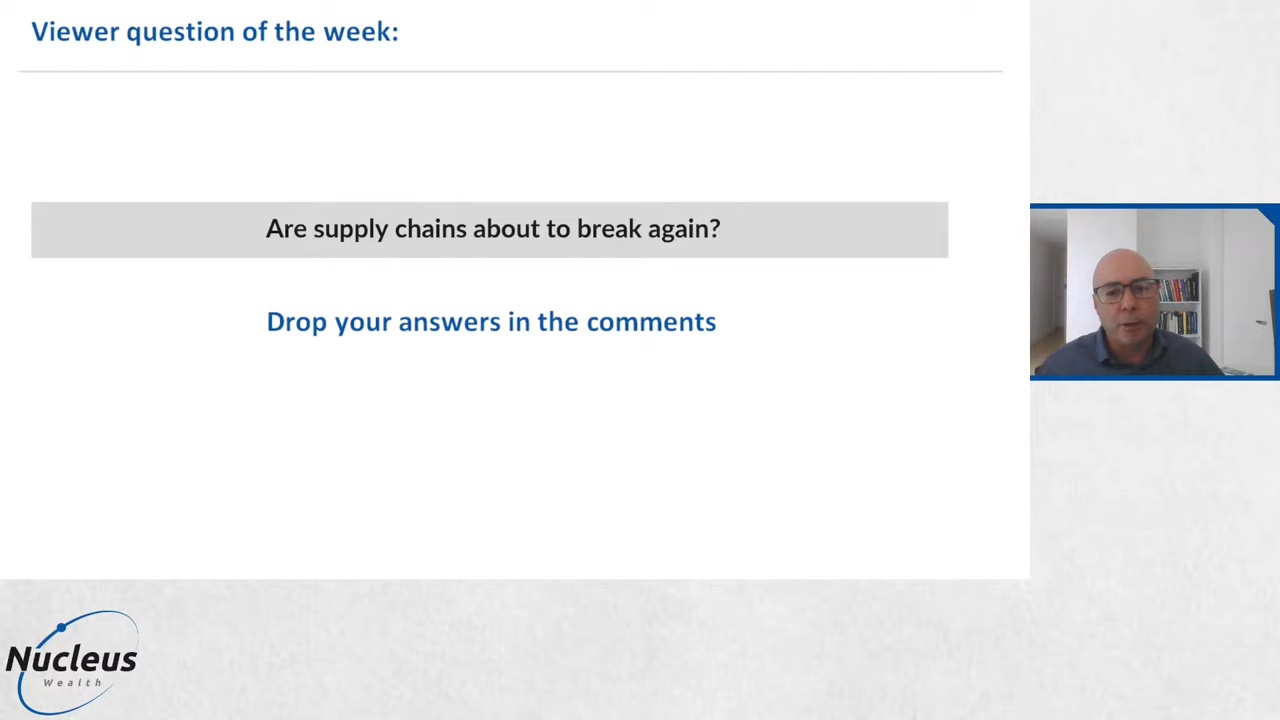 Viewer question of the week:
Are supply chains about to break again?
Drop your answers in the comments
Nucleus
Wealth